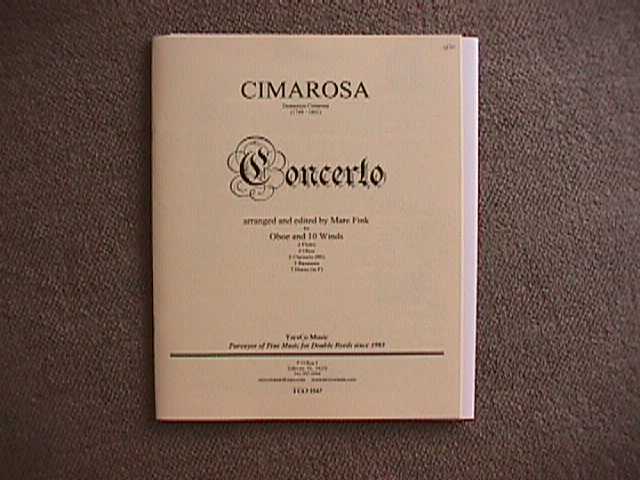 CIMAROSA
Domenico Cimarosa
(1749 - 1801)
Concerto
arranged and edited by Marc Fink
for
Oboe and 10 Winds
2 Flutes
2 Oboes
2 Clarinets (Bb)
2 Bassoons
2 Horns (in F)
TrevCo Music
Purveyor of Fine Music for Double Reeds since 1983